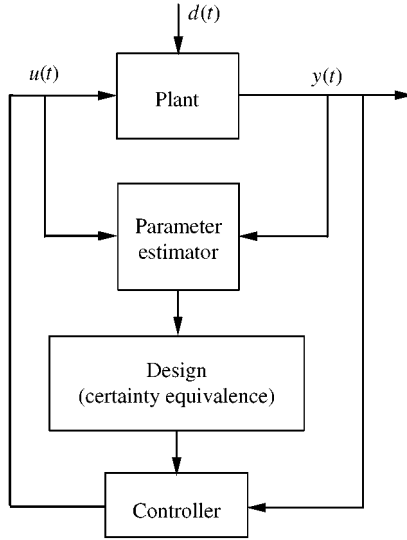 d(t)
u(t)
y(t)
Plant
Parameter
estimator
Design
(certainty equivalence)
Controller